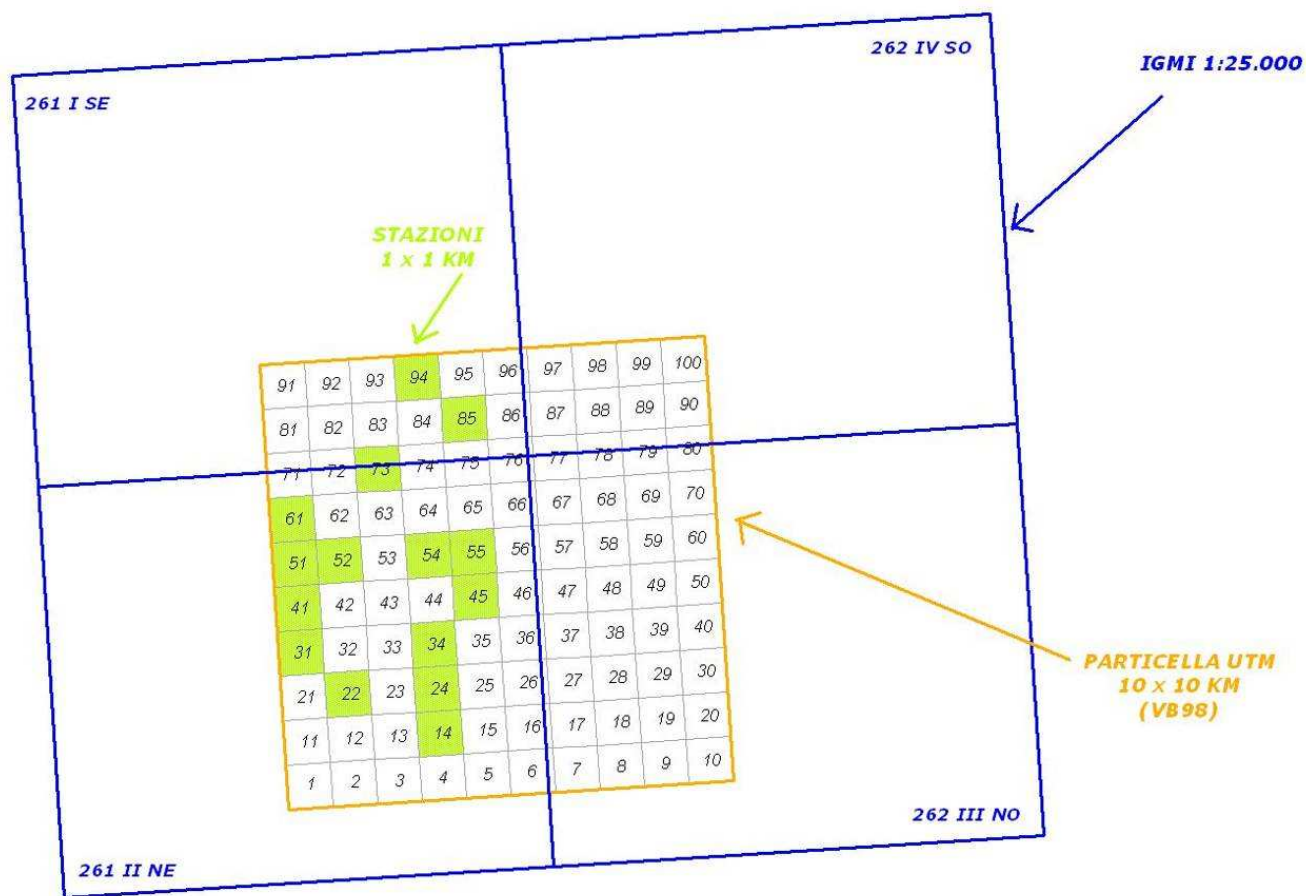 262 IV SO
IGMI 1:25.000
261 I SE
STAZIONI
1 x 1 KM
91 92 93 94 95 96 97 98 99 100
81 82 83 84 85 86 87 88 89 90
71 72 73 74 75 76 77 78 79 80
61 62 63 64 65 66 67 68 69 70
51 52 53 54 55 56 57 58 59 60
41 42 43 44 45 46 47 48 49 50
31 32 33 34 35 36 37 38 39 40
21 22 23 24 25 26 27 28 29 30
11 12 13 14 15 16 17 18 19 20
1 2 3 4 5 6 7 8 9 10
PARTICELLA UTM
10 x 10 KM
(VB98)
262 III NO
261 II NE